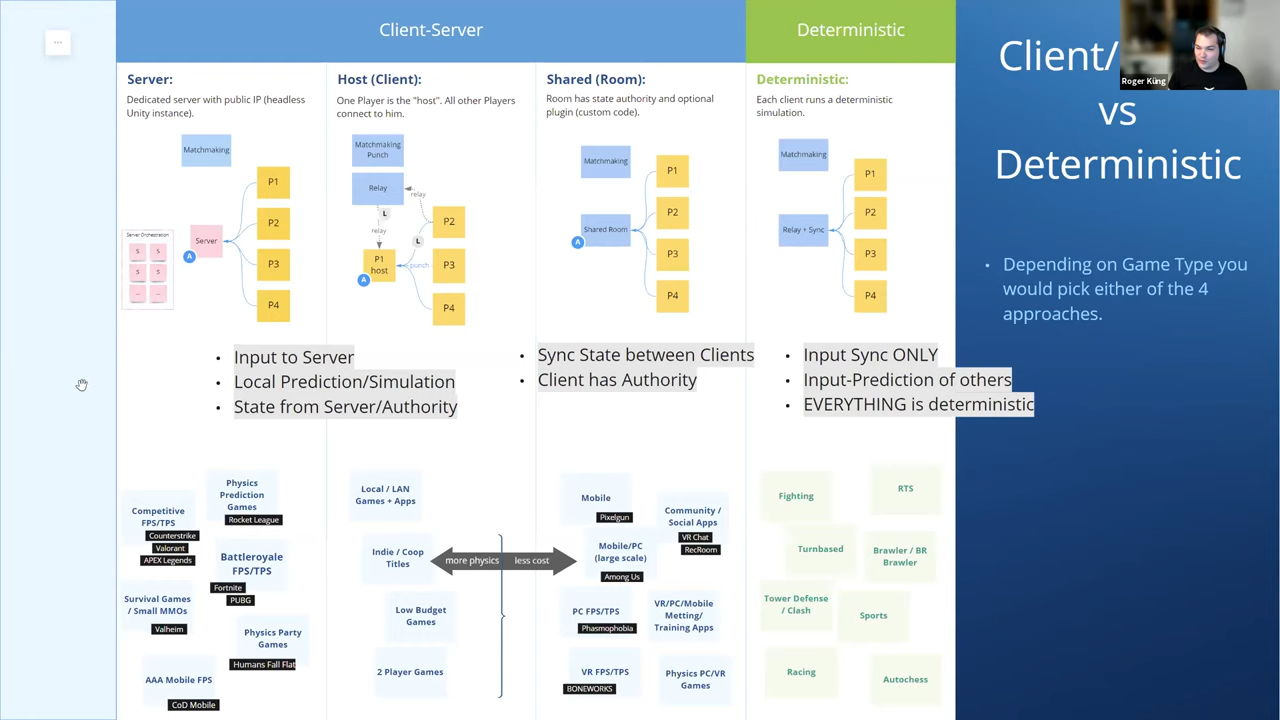 ...
Client-Server
Deterministic
Server:
Dedicated server with public IP (headless
Unity instance).
Matchmaking
Server Orchestration
S
S
S
S
...
...
Server
A
P1
P2
P3
P4
Host (Client):
One Player is the "host". All other Players
connect to him.
Matchmaking
Punch
Relay
relay
L
relay
L
P1
host
A
punch
P2
P3
P4
Shared (Room):
Room has state authority and optional
plugin (custom code).
Matchmaking
Shared Room
A
P1
P2
P3
P4
Deterministic:
Each client runs a deterministic
simulation.
Matchmaking
Relay + Sync
P1
P2
P3
P4
• Input to Server
• Local Prediction/Simulation
• State from Server/Authority
• Sync State between Clients
• Client has Authority
• Input Sync ONLY
• Input-Prediction of others
• EVERYTHING is deterministic
Competitive
FPS/TPS
Counterstrike
Valorant
APEX Legends
Physics
Prediction
Games
Rocket League
Battleroyale
FPS/TPS
Fortnite
PUBG
Survival Games
/ Small MMOs
Valheim
Physics Party
Games
Humans Fall Flat
AAA Mobile FPS
CoD Mobile
Local / LAN
Games + Apps
Indie / Coop
Titles
Low Budget
Games
2 Player Games
more physics
less cost
Mobile
Pixelgun
Community /
Social Apps
VR Chat
RecRoom
Mobile/PC
(large scale)
Among Us
PC FPS/TPS
Phasmophobia
VR/PC/Mobile
Metting/
Training Apps
VR FPS/TPS
BONEWORKS
Physics PC/VR
Games
Fighting
RTS
Turnbased
Brawler / BR
Brawler
Tower Defense
/ Clash
Sports
Racing
Autochess
Client/
vs
Deterministic
Roger Küng
• Depending on Game Type you
would pick either of the 4
approaches.